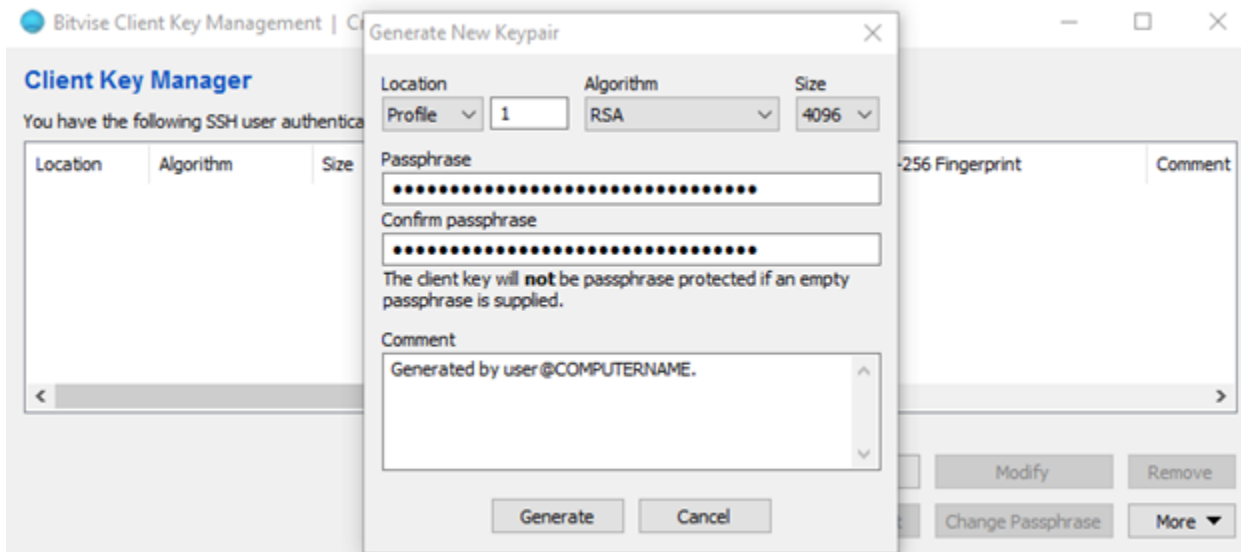 Bitvise Client Key Management |
Generate New Keypair
Client Key Manager
You have the following SSH user
Location Algorithm Size -256 Fingerprint Comment
Location Algorithm Size
Profile 1 RSA 4096
Passphrase
••••••••••••••••••••••••••••••••
Confirm passphrase
••••••••••••••••••••••••••••••••
The client key will not be passphrase protected if an empty
passphrase is supplied.
Comment
Generated by user@COMPUTERNAME.
Generate Cancel
Modify Remove
Change Passphrase More